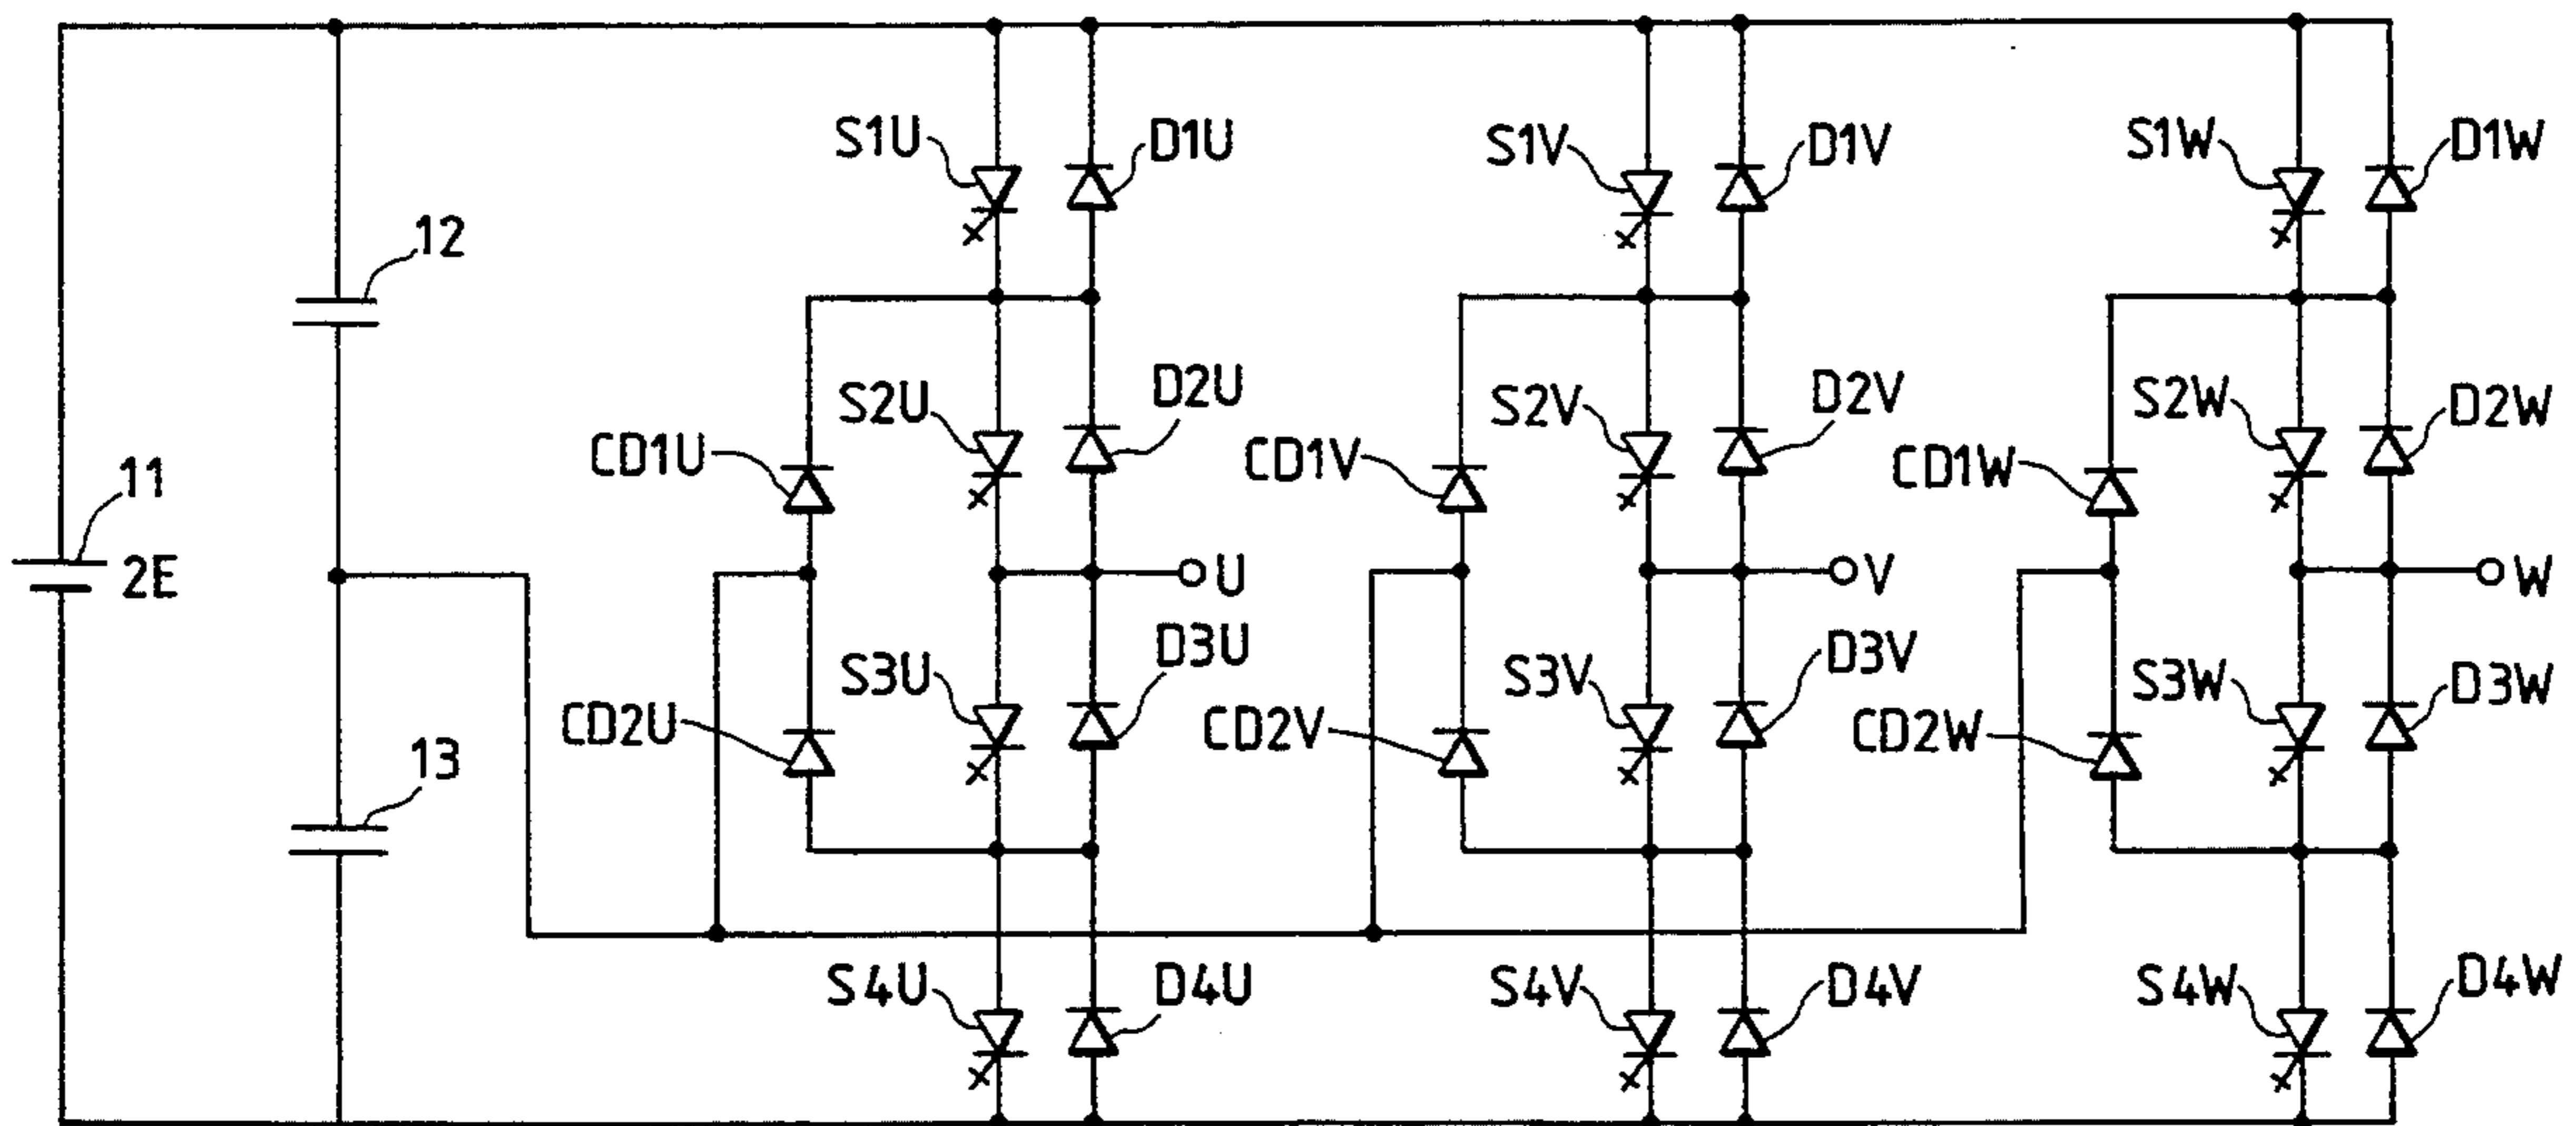 S1U
D1U
S1V
D1V
S1W
D1W
12
S2U
D2U
S2V
D2V
S2W
D2W
CD1U
CD1V
CD1W
11
2E
U
V
W
S3U
D3U
S3V
D3V
S3W
D3W
CD2U
CD2V
CD2W
13
S4U
D4U
S4V
D4V
S4W
D4W